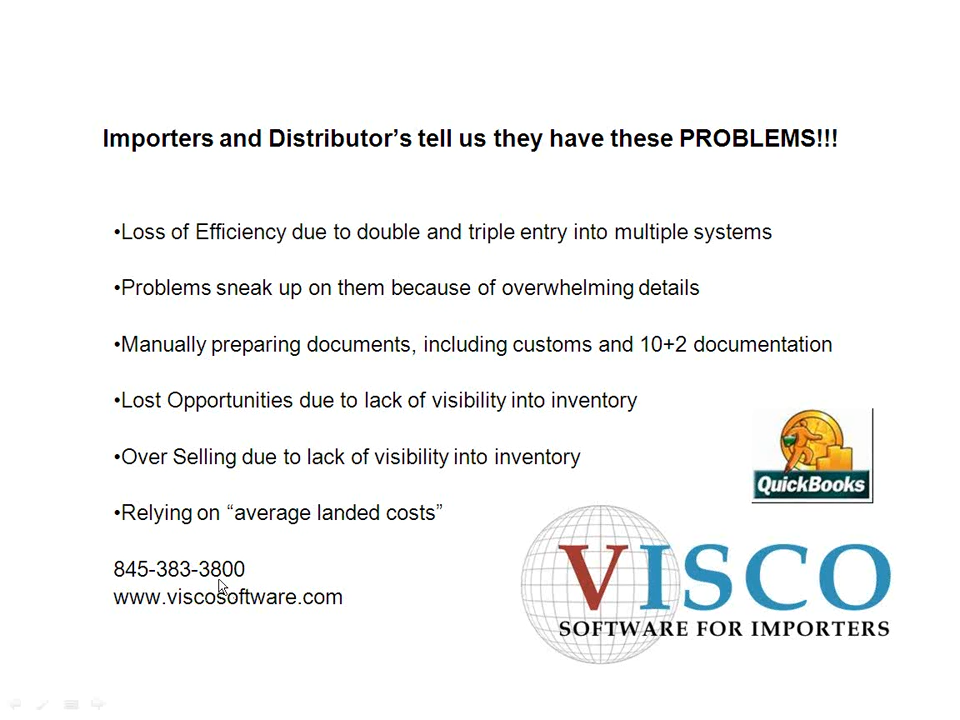 Importers and Distributor’s tell us they have these PROBLEMS!!!
•Loss of Efficiency due to double and triple entry into multiple systems
•Problems sneak up on them because of overwhelming details
•Manually preparing documents, including customs and 10+2 documentation
•Lost Opportunities due to lack of visibility into inventory
•Over Selling due to lack of visibility into inventory
•Relying on “average landed costs”
845-383-3800
www.viscosoftware.com
QuickBooks
VISCO
SOFTWARE FOR IMPORTERS